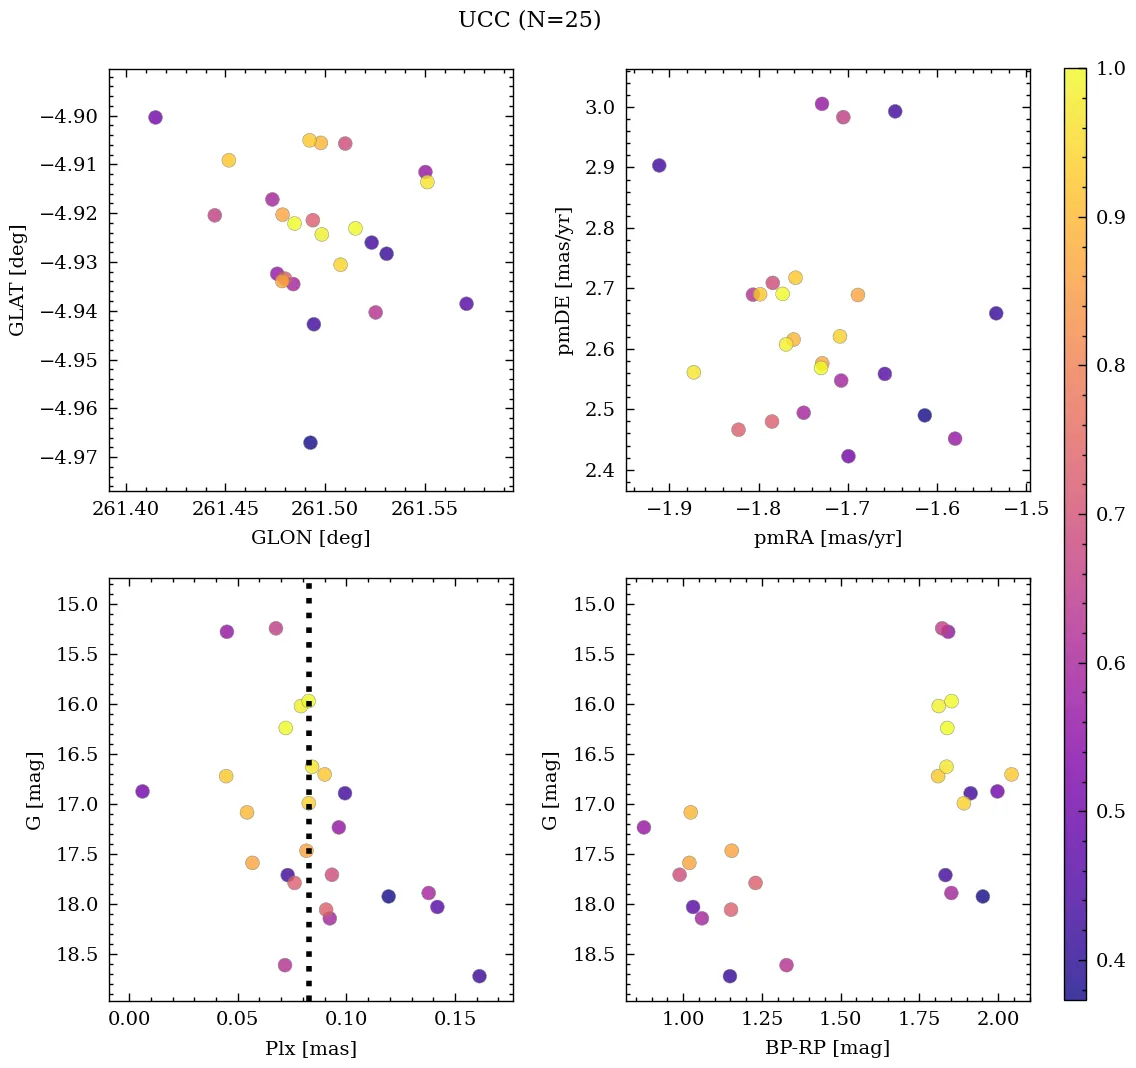 UCC (N=25)
−4.90
−4.91
−4.92
−4.93
−4.94
−4.95
−4.96
−4.97
GLAT [deg]
261.40 261.45 261.50 261.55
GLON [deg]
3.0
2.9
2.8
2.7
2.6
2.5
2.4
pmDE [mas/yr]
−1.9 −1.8 −1.7 −1.6 −1.5
pmRA [mas/yr]
15.0
15.5
16.0
16.5
17.0
17.5
18.0
18.5
G [mag]
0.00 0.05 0.10 0.15
Plx [mas]
15.0
15.5
16.0
16.5
17.0
17.5
18.0
18.5
G [mag]
1.00 1.25 1.50 1.75 2.00
BP-RP [mag]
1.0
0.9
0.8
0.7
0.6
0.5
0.4